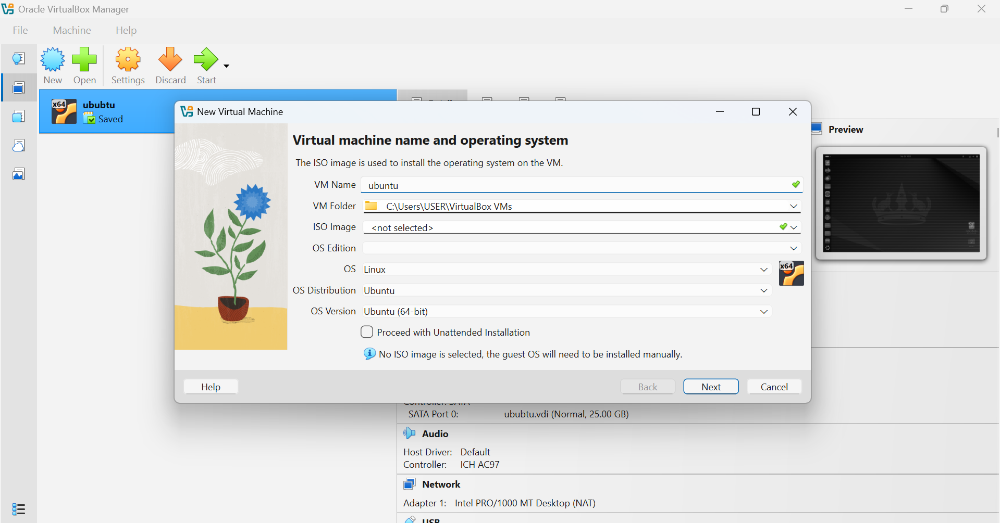 Oracle VirtualBox Manager
File Machine Help
New Open Settings Discard Start
x64 ububtu
Saved
New Virtual Machine
Preview
Virtual machine name and operating system
The ISO image is used to install the operating system on the VM.
VM Name ubuntu
VM Folder C:\Users\USER\VirtualBox VMs
ISO Image <not selected>
OS Edition
OS Linux
x64
OS Distribution Ubuntu
OS Version Ubuntu (64-bit)
Proceed with Unattended Installation
No ISO image is selected, the guest OS will need to be installed manually.
Help Back Next Cancel
Controller: SATA
SATA Port 0: ububtu.vdi (Normal, 25.00 GB)
Audio
Host Driver: Default
Controller: ICH AC97
Network
Adapter 1: Intel PRO/1000 MT Desktop (NAT)
USB